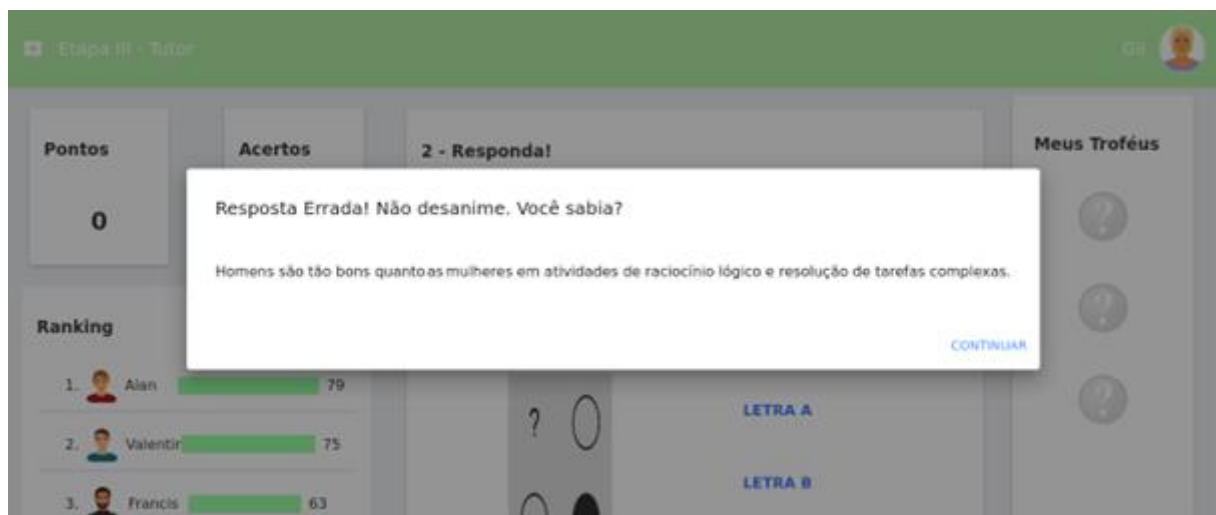 Etapa III - Tutor
Gil
Pontos
Acertos
2 - Responda!
Meus Troféus
0
Resposta Errada! Não desanime. Você sabia?
Homens são tão bons quanto as mulheres em atividades de raciocínio lógico e resolução de tarefas complexas.
CONTINUAR
Ranking
1. Alan 79
2. Valentin 75
3. Francis 63
?
LETRA A
LETRA B
?
?
?